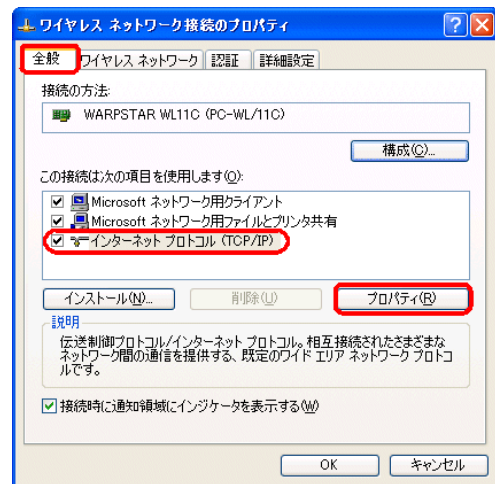 ワイヤレス ネットワーク接続のプロパティ
全般 ワイヤレス ネットワーク 認証 詳細設定
接続の方法:
WARPSTAR WL11C (PC-WL/11C)
構成(C)...
この接続は次の項目を使用します(O):
Microsoft ネットワーク用クライアント
Microsoft ネットワーク用ファイルとプリンタ共有
インターネット プロトコル (TCP/IP)
インストール(N)... 削除(U) プロパティ(R)
説明
伝送制御プロトコル/インターネット プロトコル。相互接続されたさまざまな
ネットワーク間の通信を提供する、既定のワイド エリア ネットワーク プロトコ
ルです。
接続時に通知領域にインジケータを表示する(W)
OK キャンセル